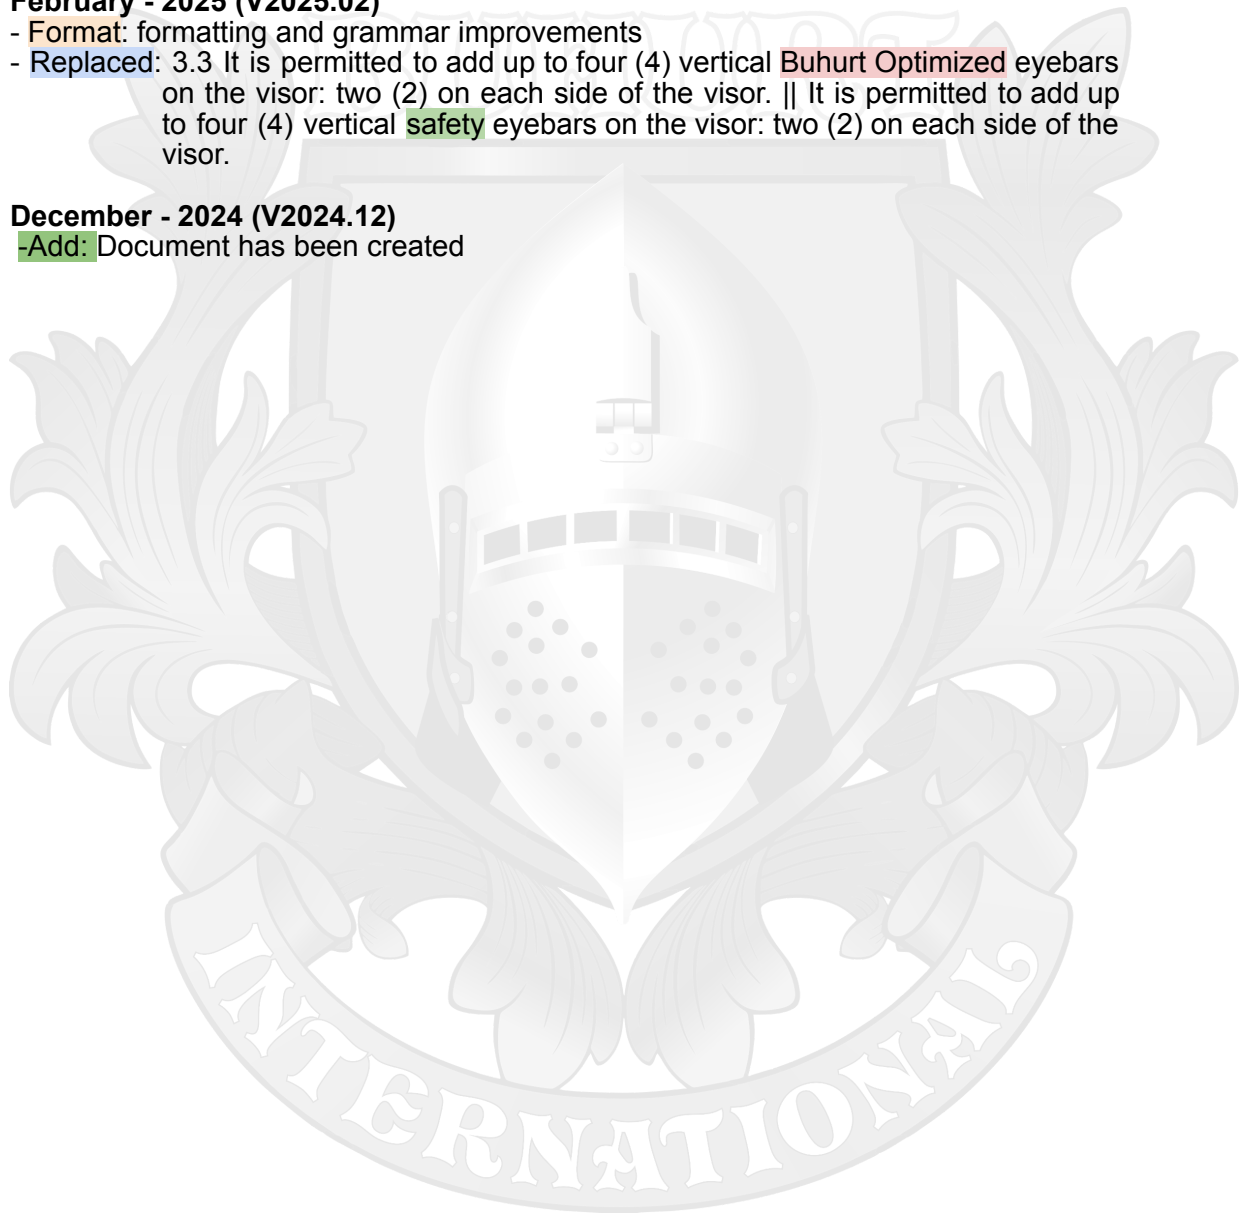 February - 2025 (V2025.02)
- Format: formatting and grammar improvements
- Replaced: 3.3 It is permitted to add up to four (4) vertical Buhurt Optimized eyebars
on the visor: two (2) on each side of the visor. || It is permitted to add up
to four (4) vertical safety eyebars on the visor: two (2) on each side of the
visor.
December - 2024 (V2024.12)
-Add: Document has been created
BUHURT
INTERNATIONAL